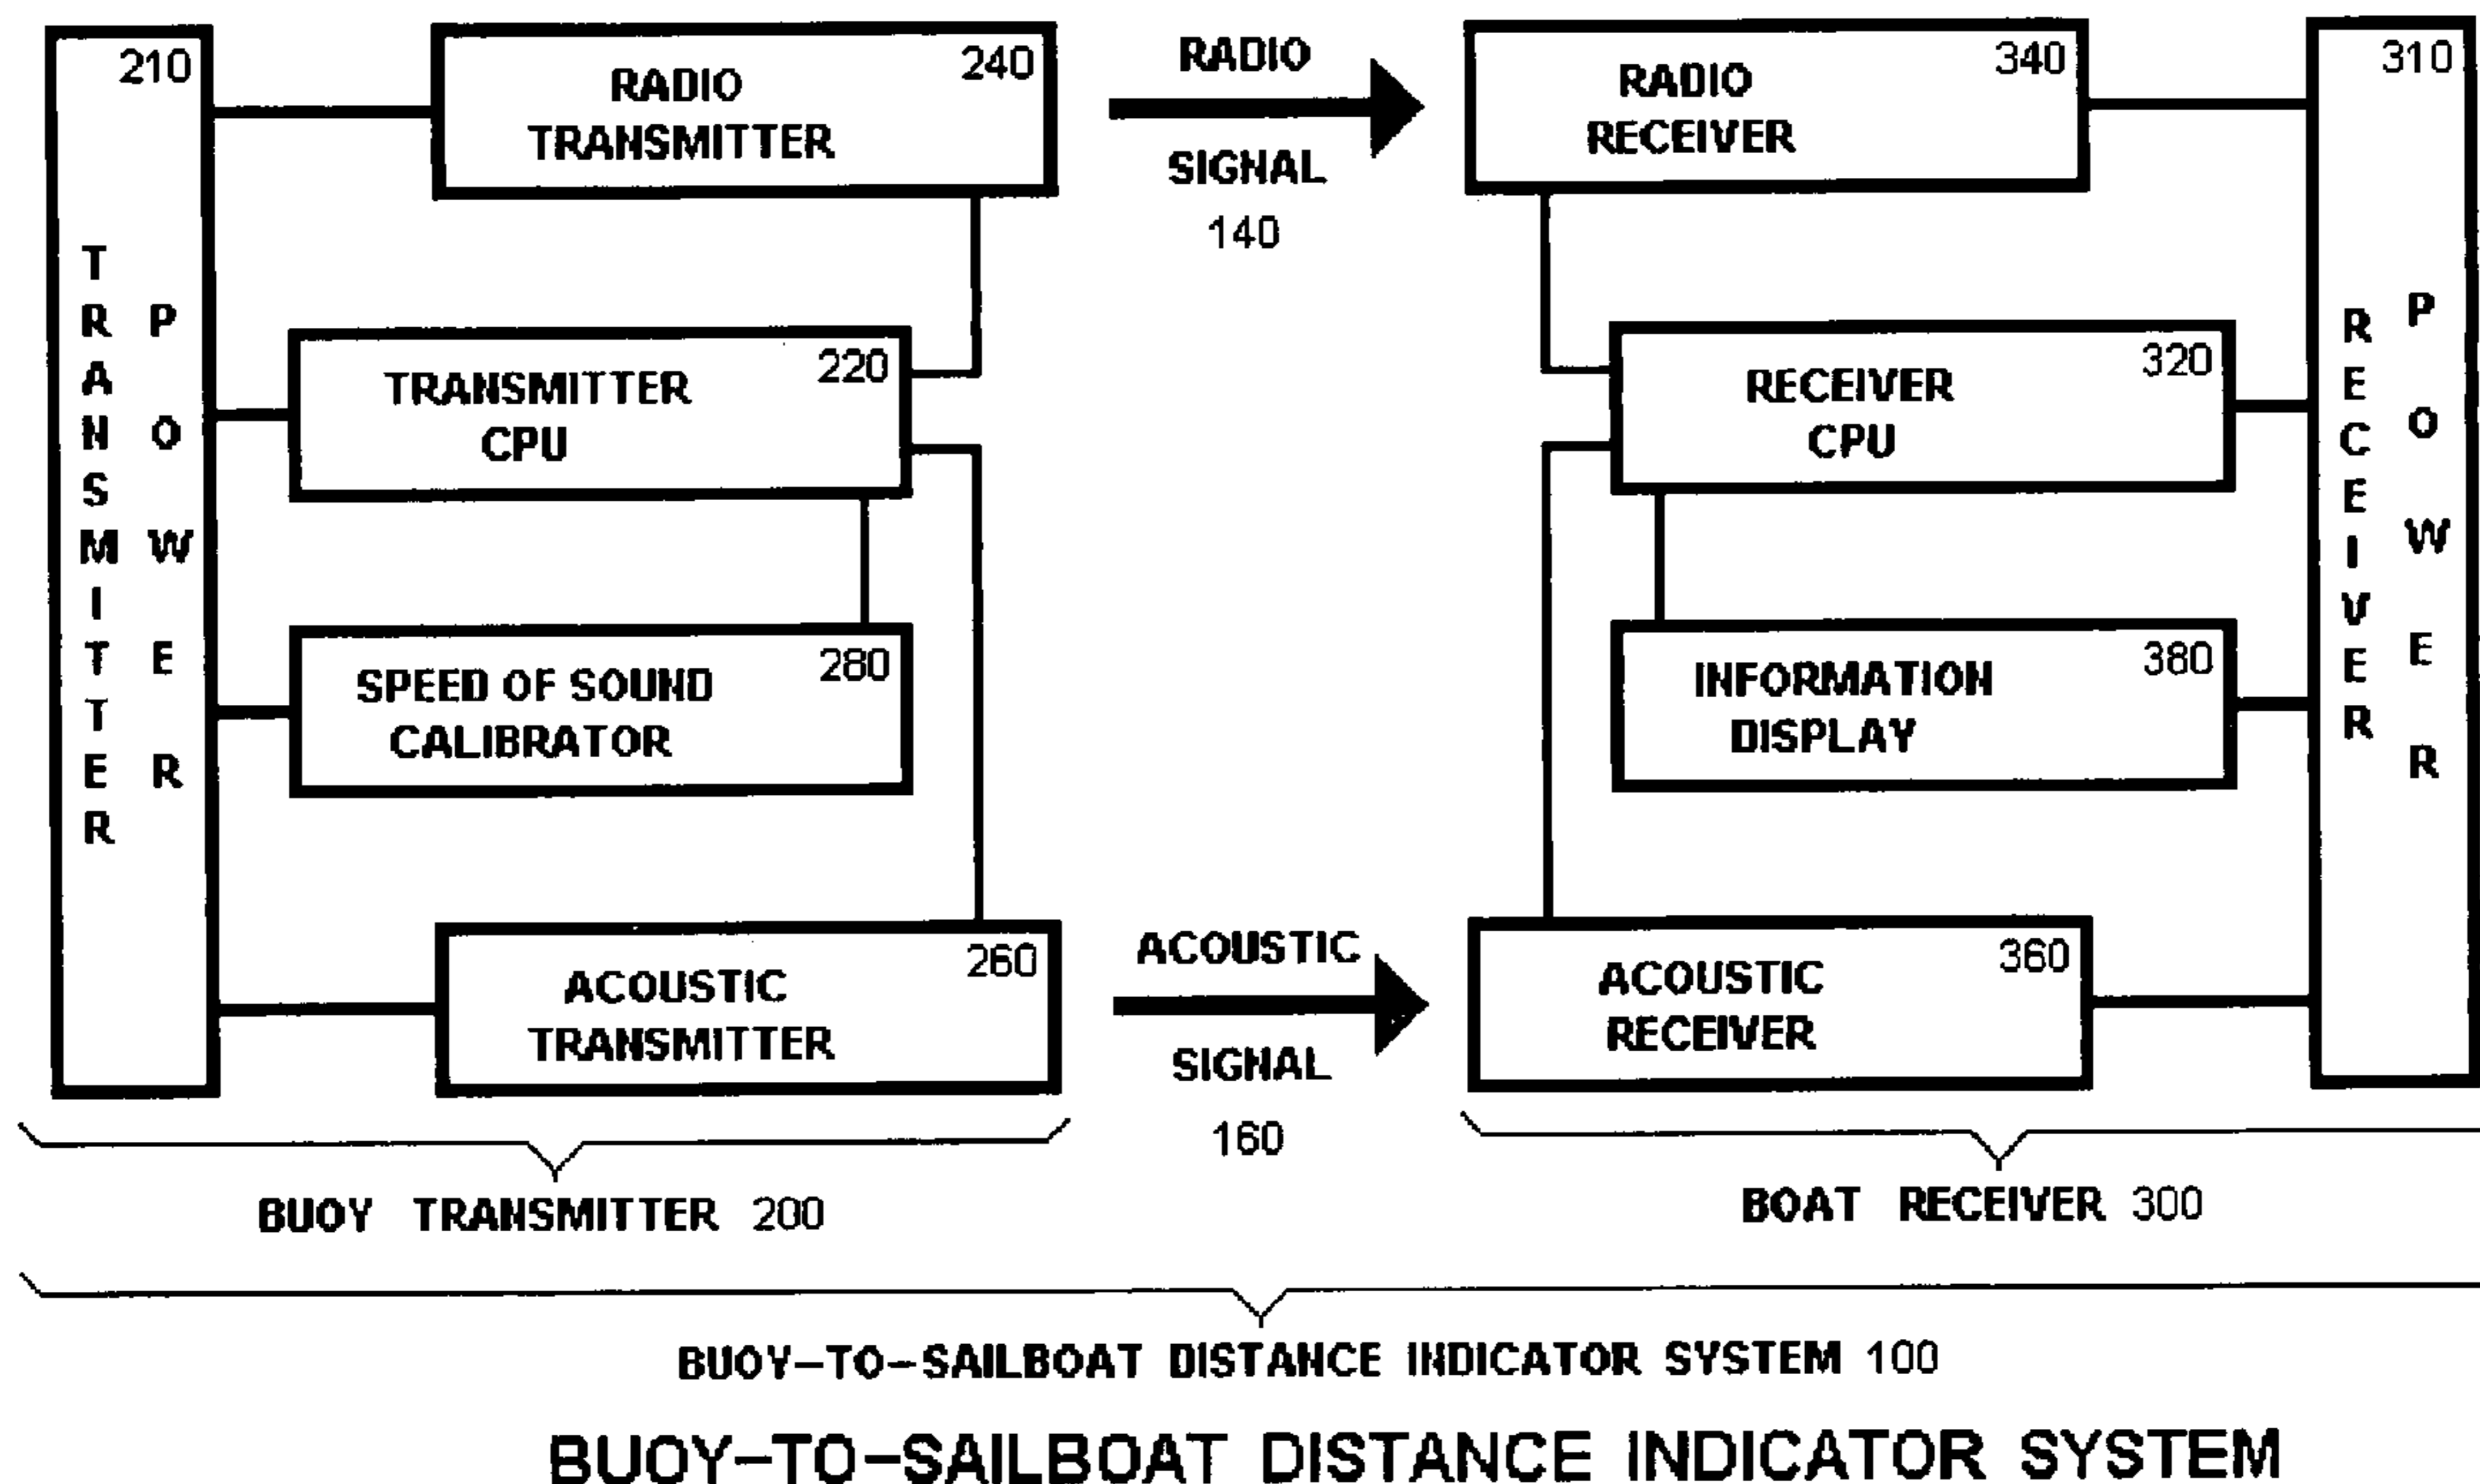 210
TRANSMITTER
POWER
RADIO
TRANSMITTER
240
TRANSMITTER
CPU
220
SPEED OF SOUND
CALIBRATOR
280
ACOUSTIC
TRANSMITTER
260
RADIO
SIGNAL
140
ACOUSTIC
SIGNAL
160
RADIO
RECEIVER
340
RECEIVER
CPU
320
INFORMATION
DISPLAY
380
ACOUSTIC
RECEIVER
360
310
RECEIVER
POWER
BUOY TRANSMITTER 200
BOAT RECEIVER 300
BUOY-TO-SAILBOAT DISTANCE INDICATOR SYSTEM 100
BUOY-TO-SAILBOAT DISTANCE INDICATOR SYSTEM